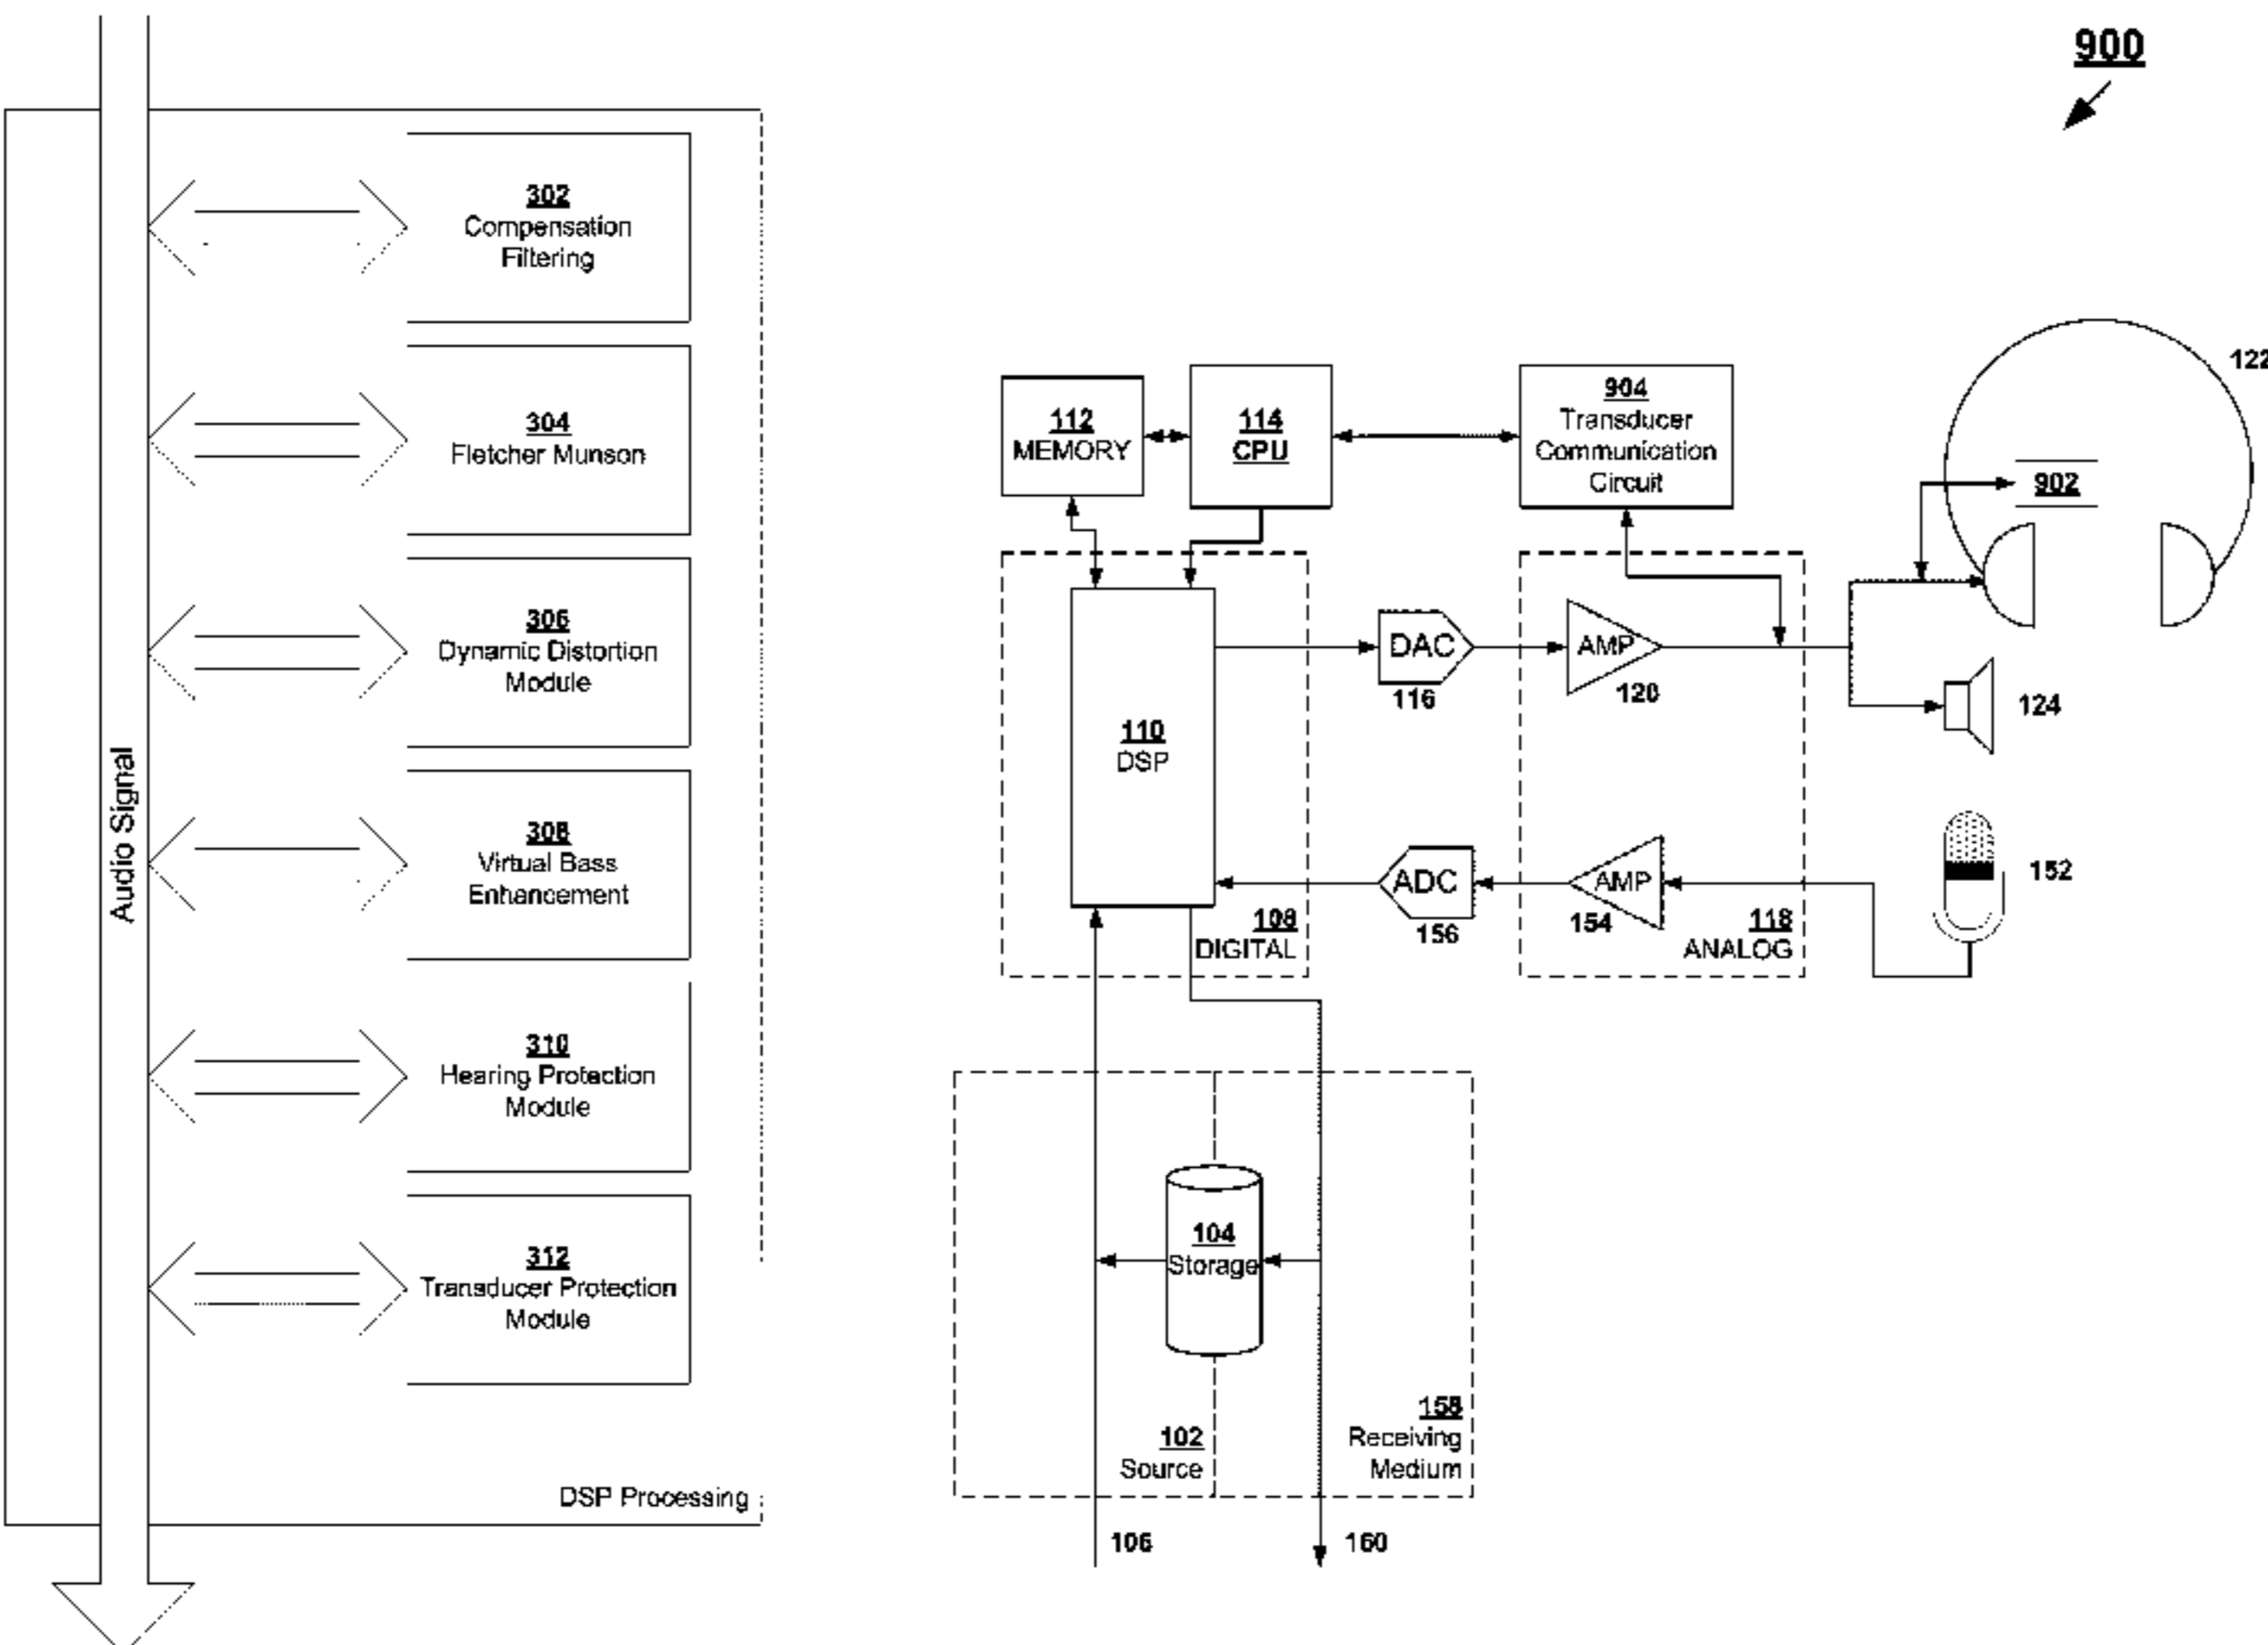 900
302
Compensation
Filtering
304
Fletcher Munson
306
Dynamic Distortion
Module
308
Virtual Bass
Enhancement
310
Hearing Protection
Module
312
Transducer Protection
Module
DSP Processing
Audio Signal
112
MEMORY
114
CPU
904
Transducer
Communication
Circuit
122
902
110
DSP
DAC
116
AMP
120
124
ADC
156
AMP
154
152
108
DIGITAL
118
ANALOG
104
Storage
102
Source
158
Receiving
Medium
106
160